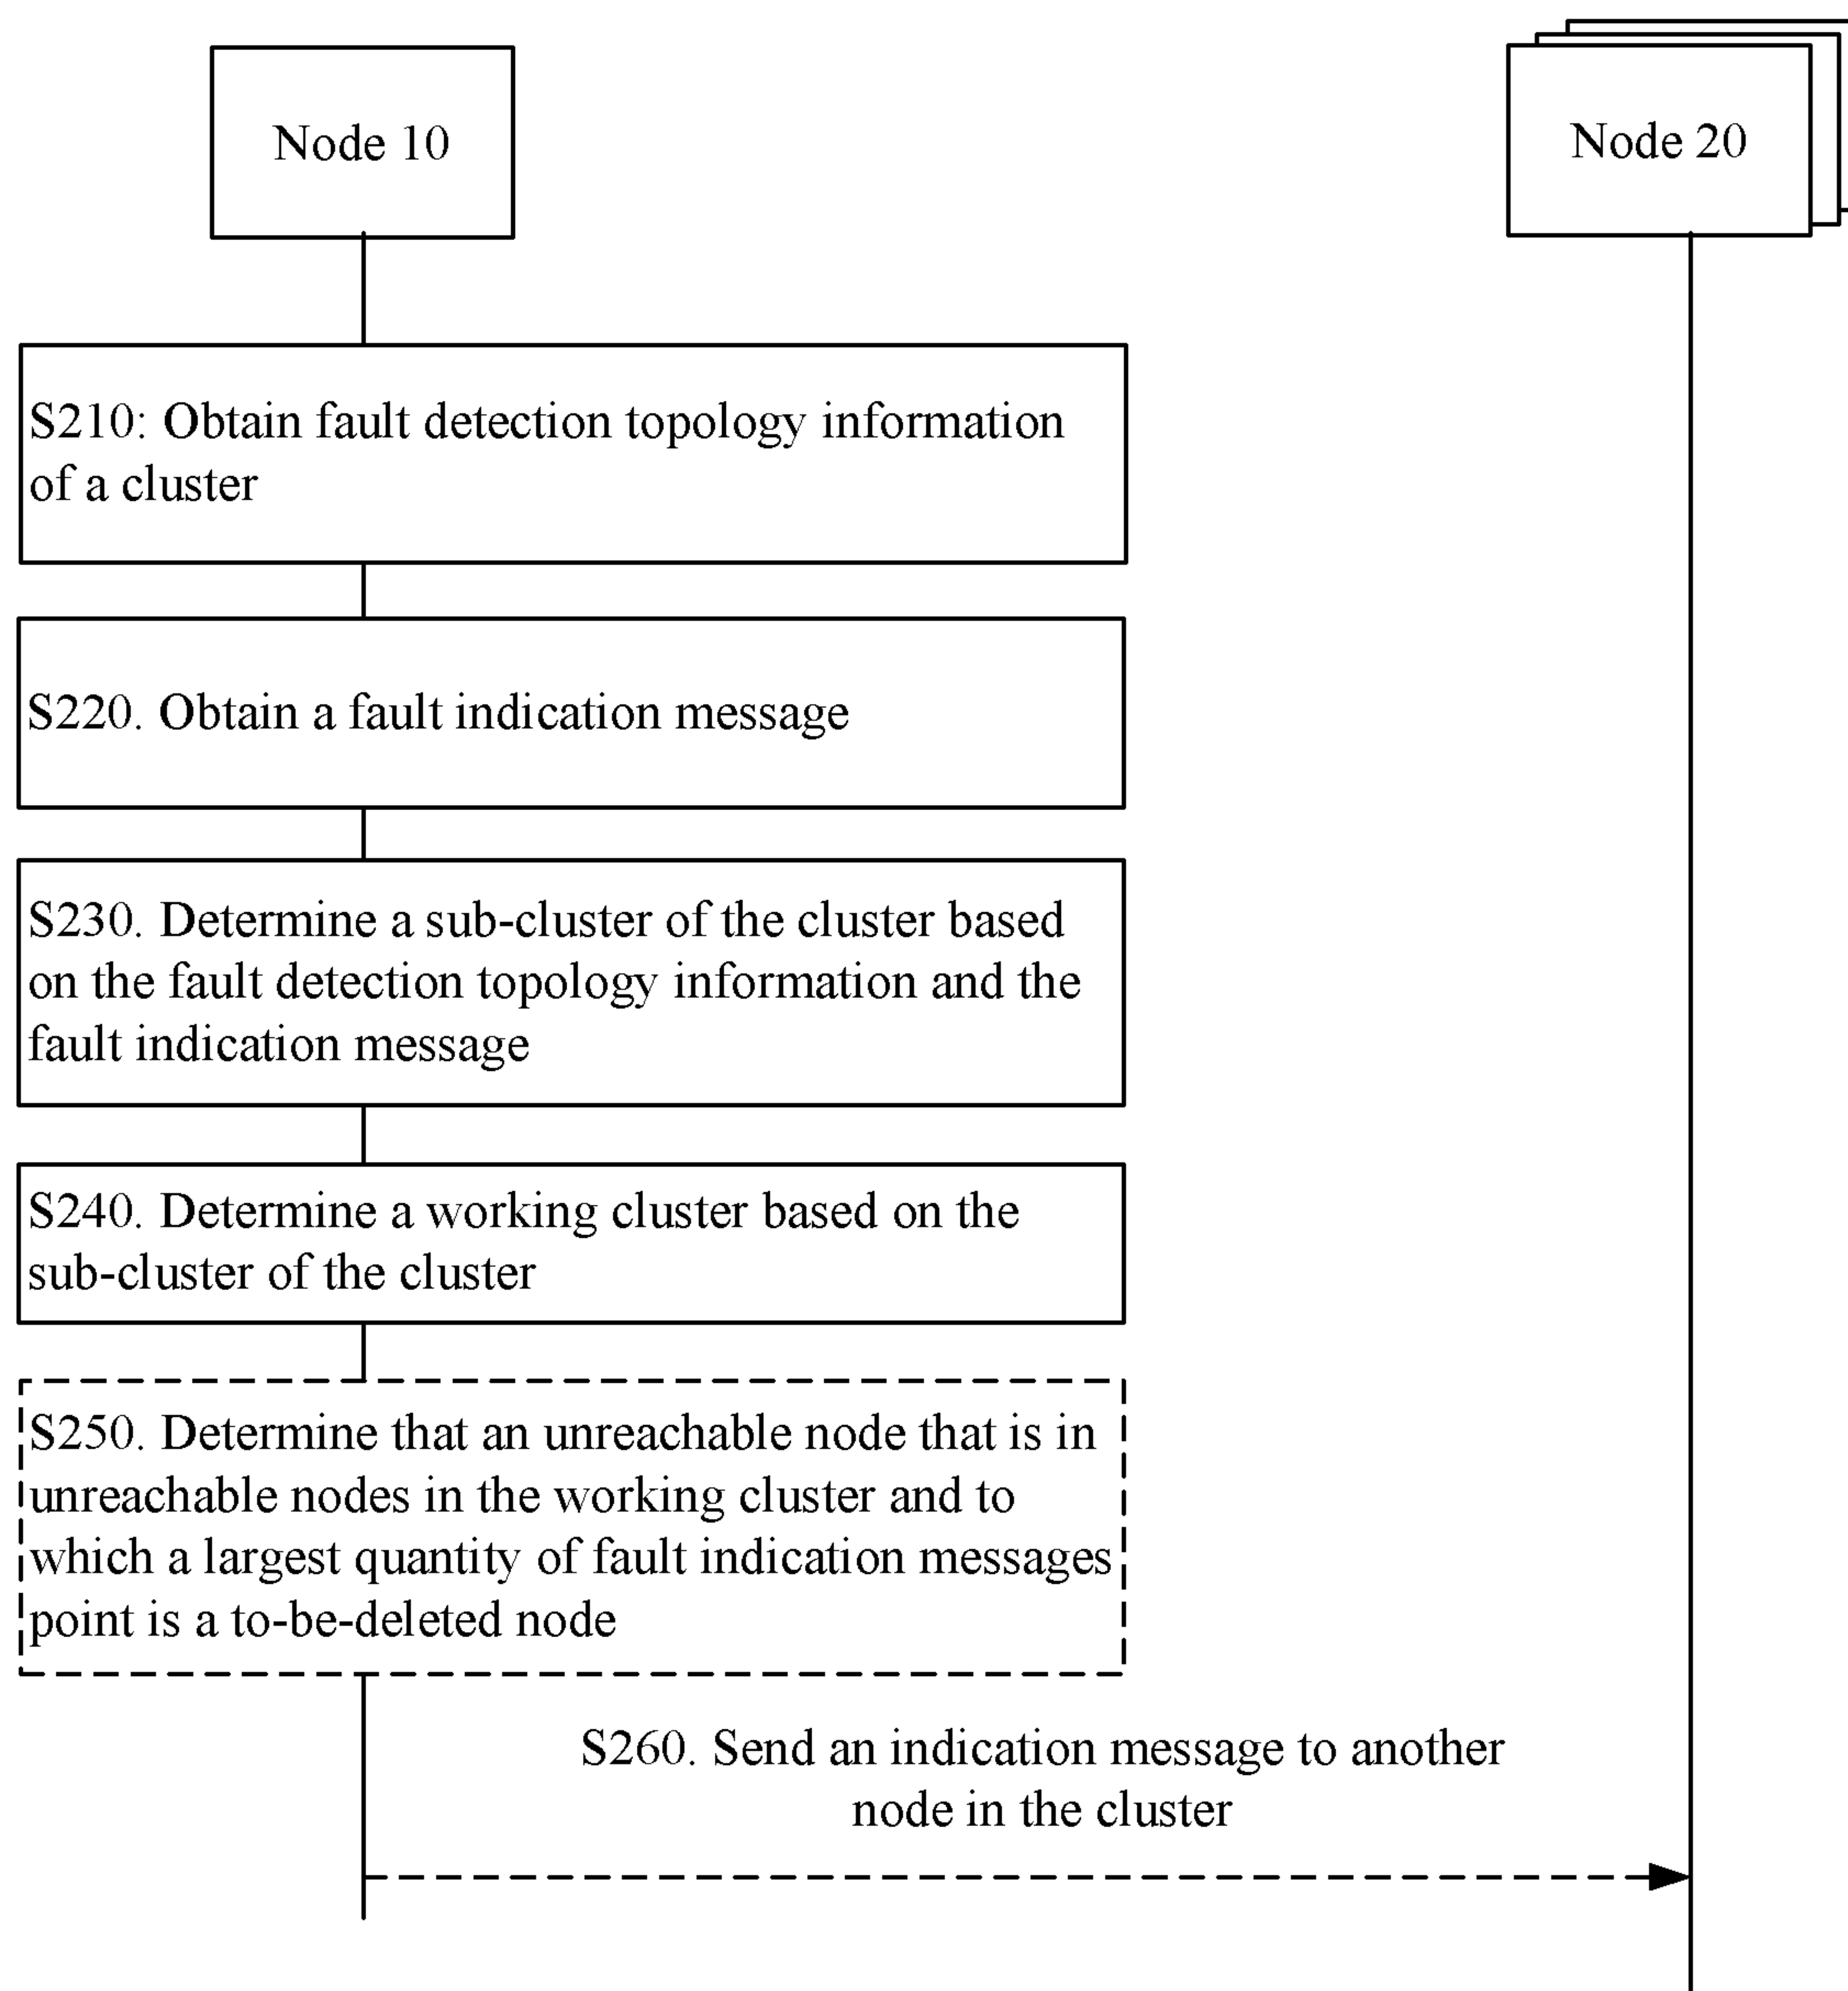 Node 10
Node 20
S210: Obtain fault detection topology information
of a cluster
S220. Obtain a fault indication message
S230. Determine a sub-cluster of the cluster based
on the fault detection topology information and the
fault indication message
S240. Determine a working cluster based on the
sub-cluster of the cluster
S250. Determine that an unreachable node that is in
unreachable nodes in the working cluster and to
which a largest quantity of fault indication messages
point is a to-be-deleted node
S260. Send an indication message to another
node in the cluster